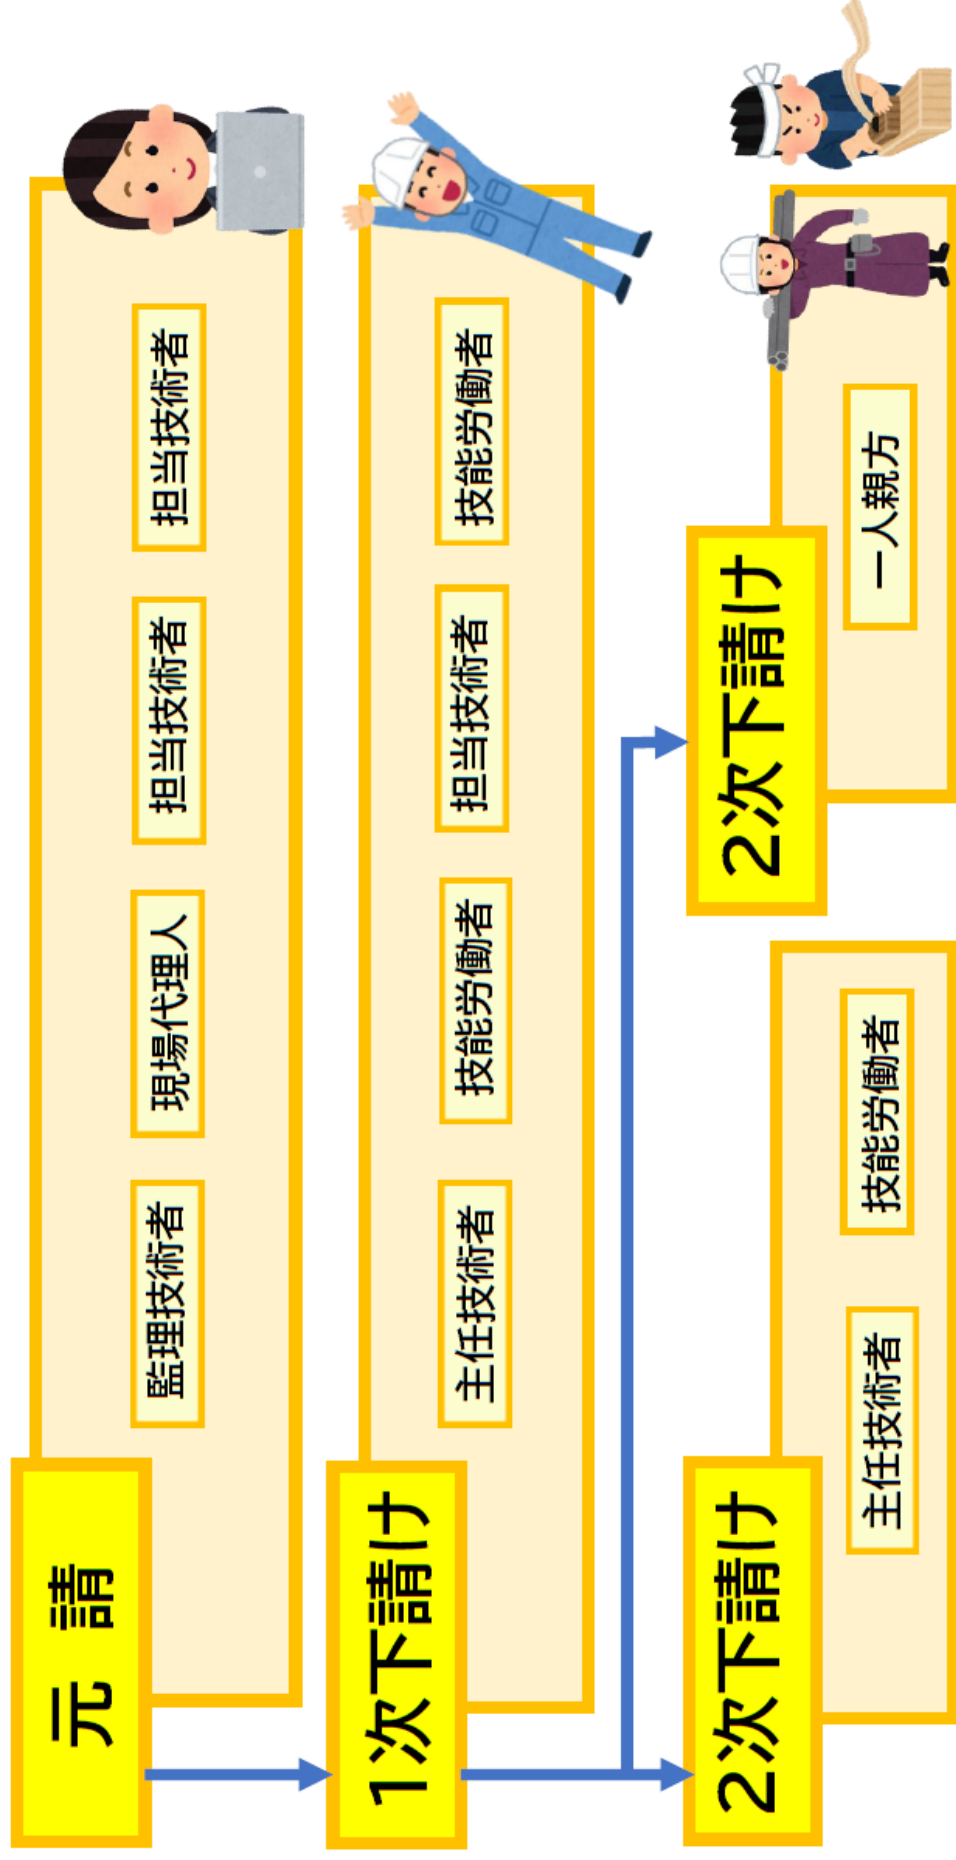 元 請
監理技術者
現場代理人
担当技術者
担当技術者
1次下請け
主任技術者
技能労働者
担当技術者
技能労働者
2次下請け
主任技術者
技能労働者
2次下請け
一人親方